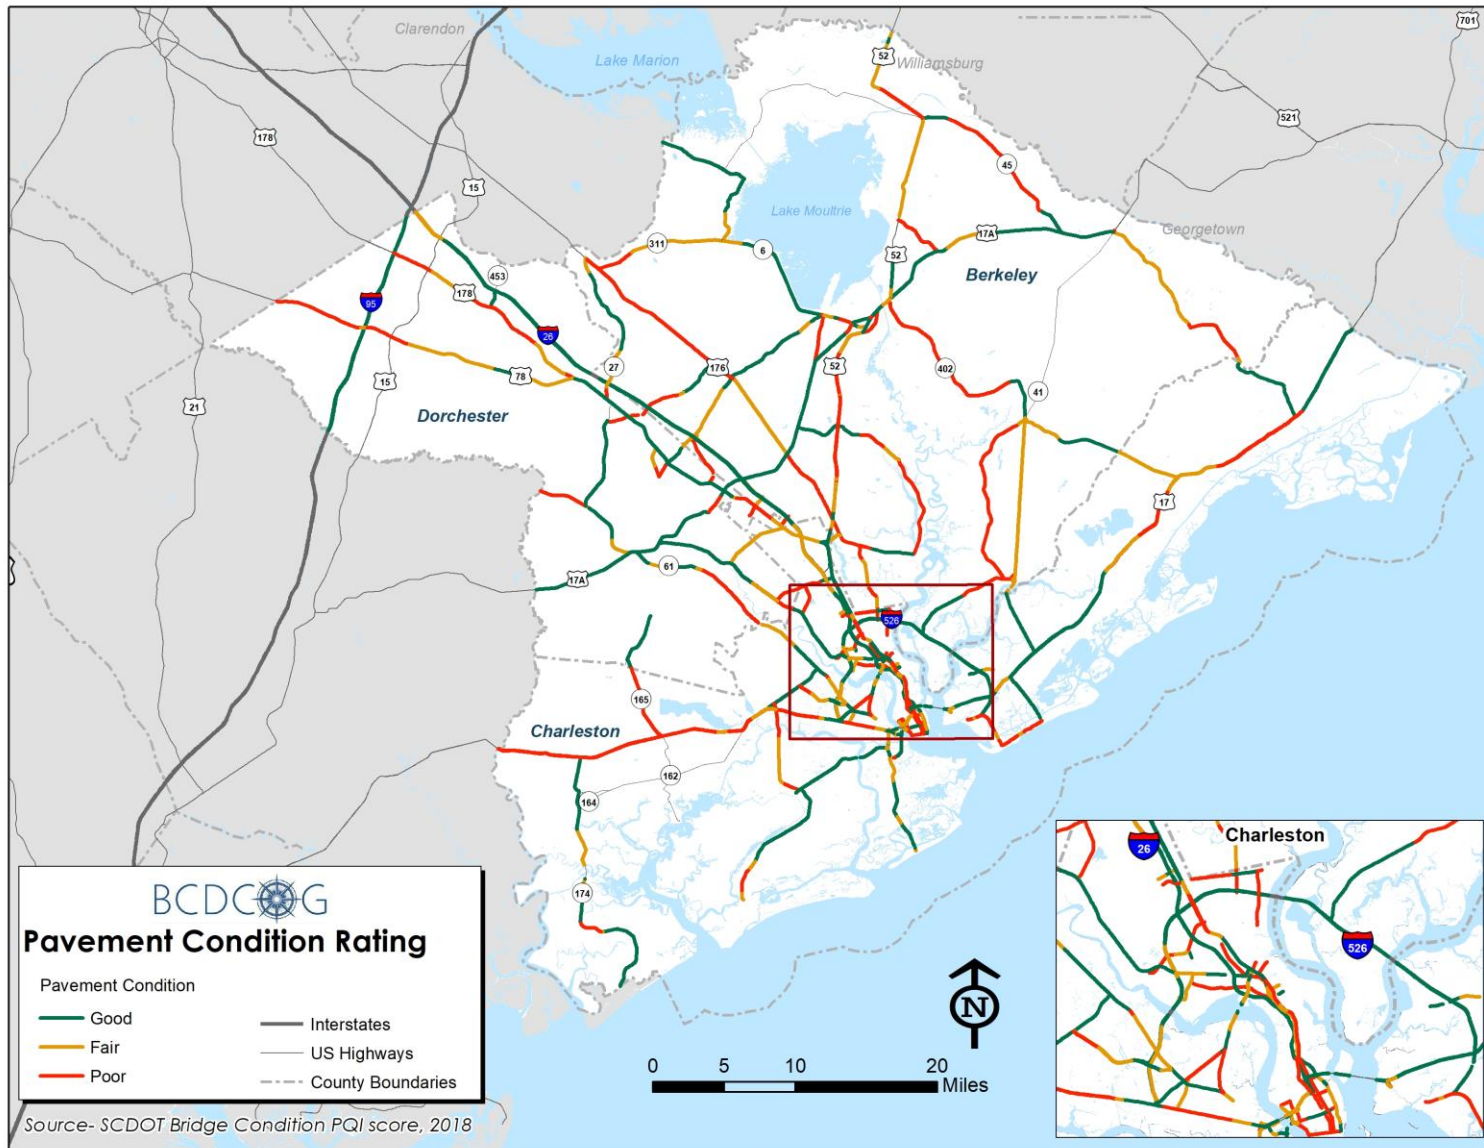 Clarendon
Lake Marion
52
Williamsburg
701
178
521
15
45
Lake Moultrie
Georgetown
311
6
17A
52
Berkeley
453
178
95
26
27
176
52
402
41
15
78
21
Dorchester
17
61
17A
526
165
Charleston
162
164
174
BCDCOG
Pavement Condition Rating
Pavement Condition
Good
Fair
Poor
Interstates
US Highways
County Boundaries
Source- SCDOT Bridge Condition PQI score, 2018
N
0 5 10 20
Miles
Charleston
26
526